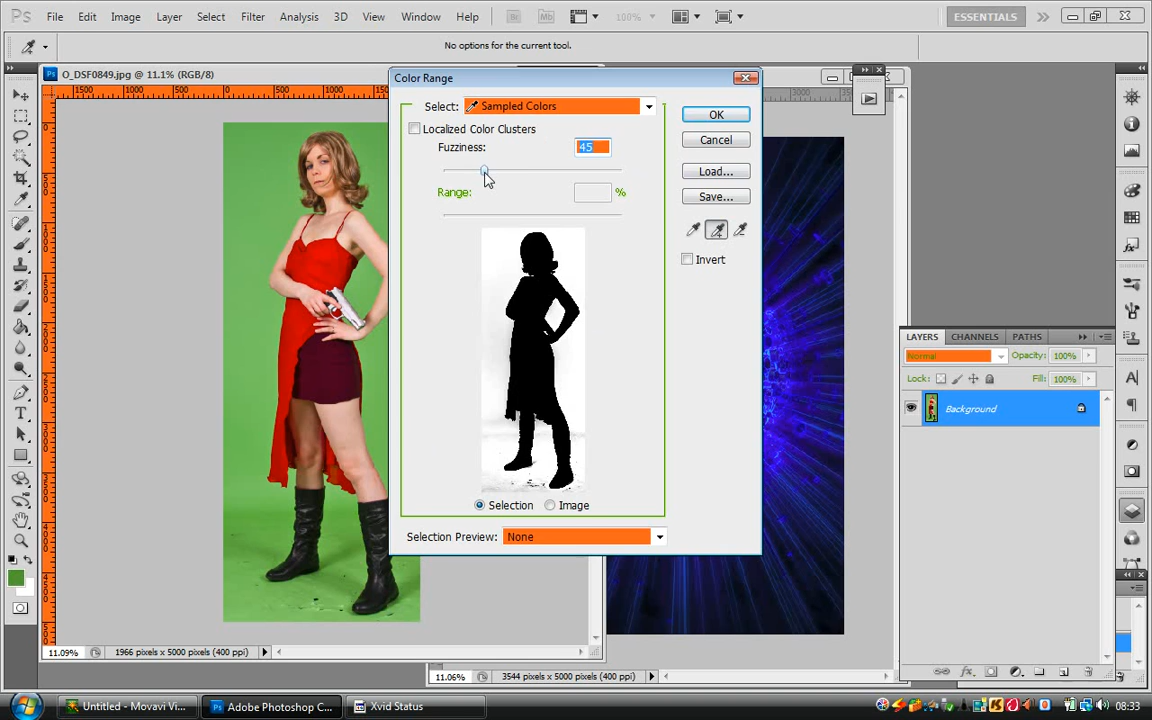 File Edit Image Layer Select Filter Analysis 3D View Window Help
Br Mb 100% ESSENTIALS
No options for the current tool.
O_DSF0849.jpg @ 11.1% (RGB/8)
Color Range
Select: Sampled Colors
OK
Localized Color Clusters
Fuzziness: 45
Cancel
Load...
Range: %
Save...
Invert
LAYERS CHANNELS PATHS
Normal Opacity: 100%
Lock: Fill: 100%
Background
Selection Image
Selection Preview: None
11.09% 1966 pixels x 5000 pixels (400 ppi)
11.06% 3544 pixels x 5000 pixels (400 ppi)
Untitled - Movavi Vi... Adobe Photoshop C... Xvid Status 08:33